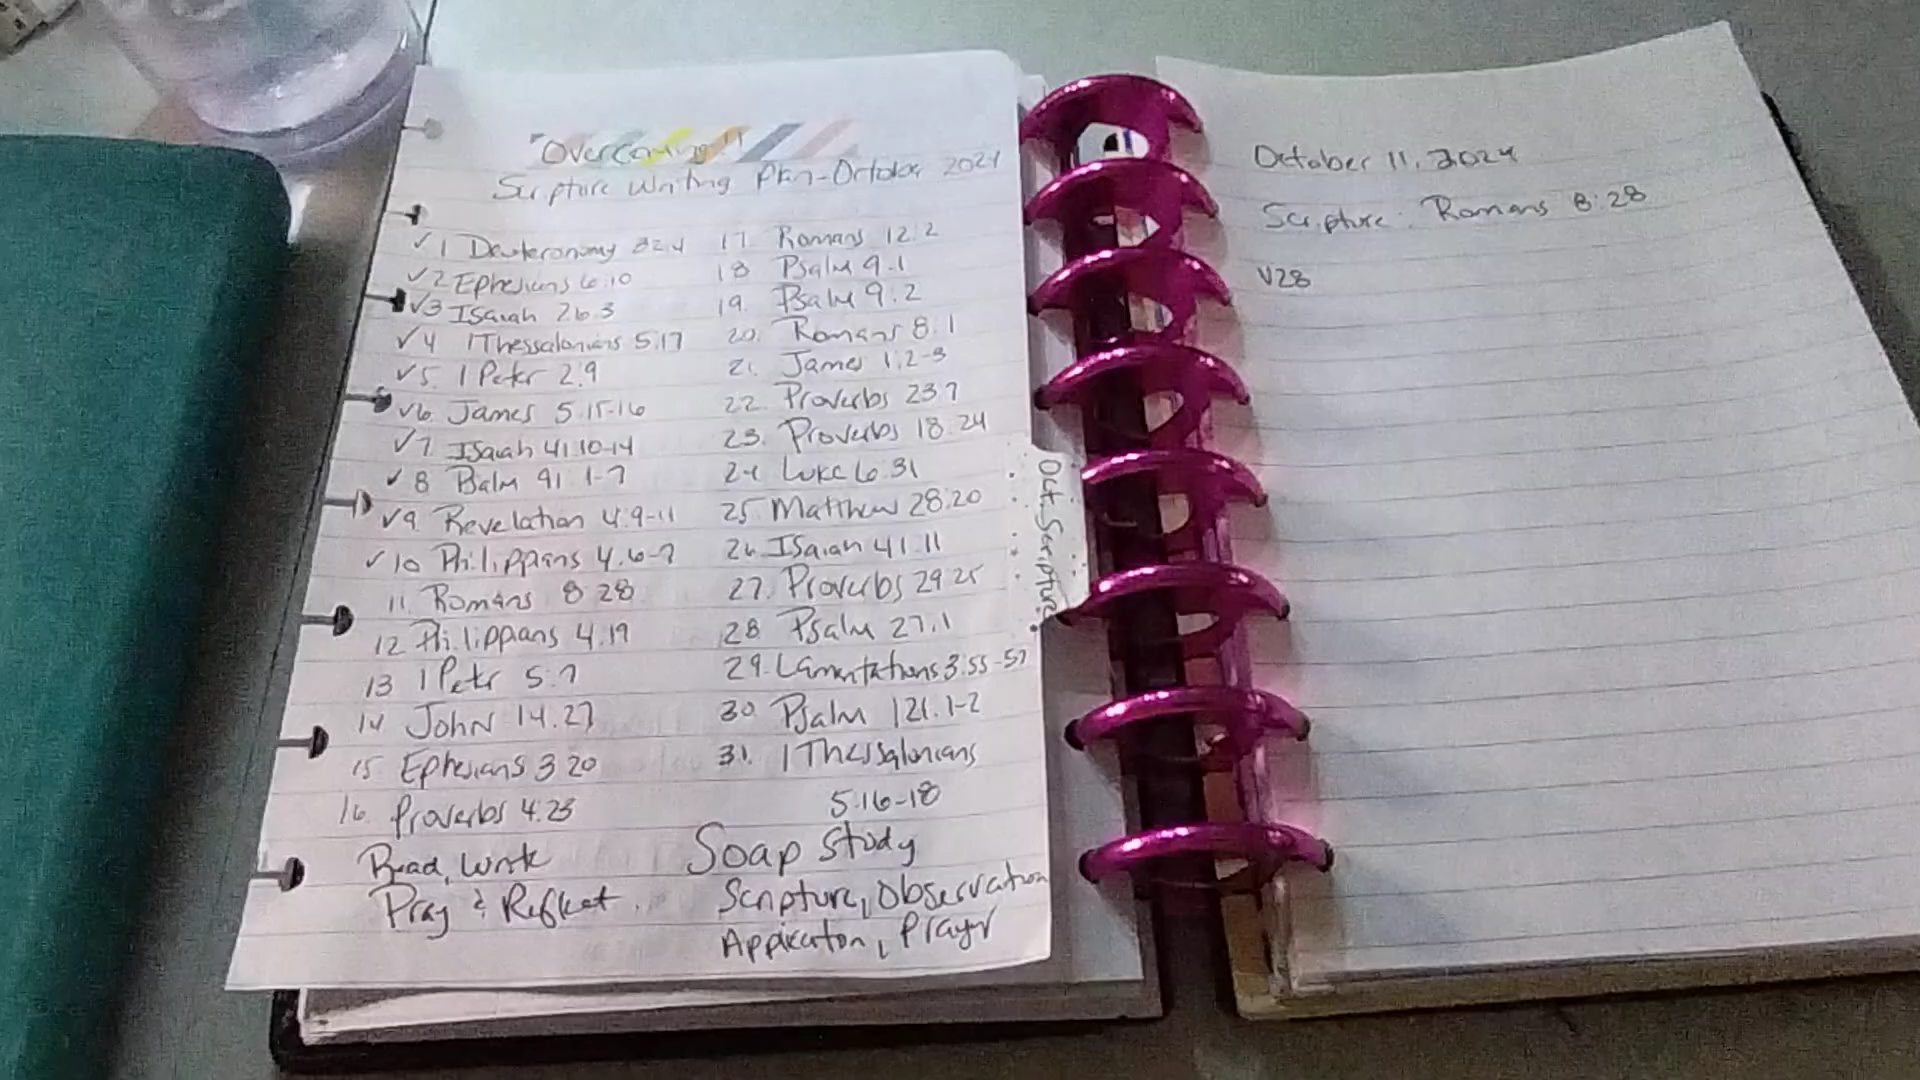 "Overcoming"
Scripture Writing Plan-October 2024
✓ 1 Deuteronomy 32.4
✓ 2 Ephesians 6.10
✓3 Isaiah 26.3
✓ 4 1 Thessalonians 5.17
✓5. 1 Peter 2.9
✓6. James 5.15-16
✓7. Isaiah 41.10-14
✓ 8 Psalm 91.1-7
✓9. Revelation 4.9-11
✓ 10 Philippians 4.6-7
11. Romans 8 28
12 Philippians 4.19
13 1 Peter 5.7
14 John 14.27
15 Ephesians 3 20
16. Proverbs 4.23
17. Romans 12.2
18 Psalm 9.1
19. Psalm 9.2
20. Romans 8.1
21. James 1.2-3
22. Proverbs 23.7
23. Proverbs 18.24
24 Luke 6.31
25. Matthew 28.20
26. Isaiah 41.11
27. Proverbs 29 25
28. Psalm 27.1
29. Lamentations 3.55-57
30. Psalm 121.1-2
31. 1 Thessalonians
5.16-18
Read, Write
Pray & Reflect.
Soap Study
Scripture, Observation
Application, Prayer
Oct. Scripture
October 11, 2024
Scripture: Romans 8:28
V28